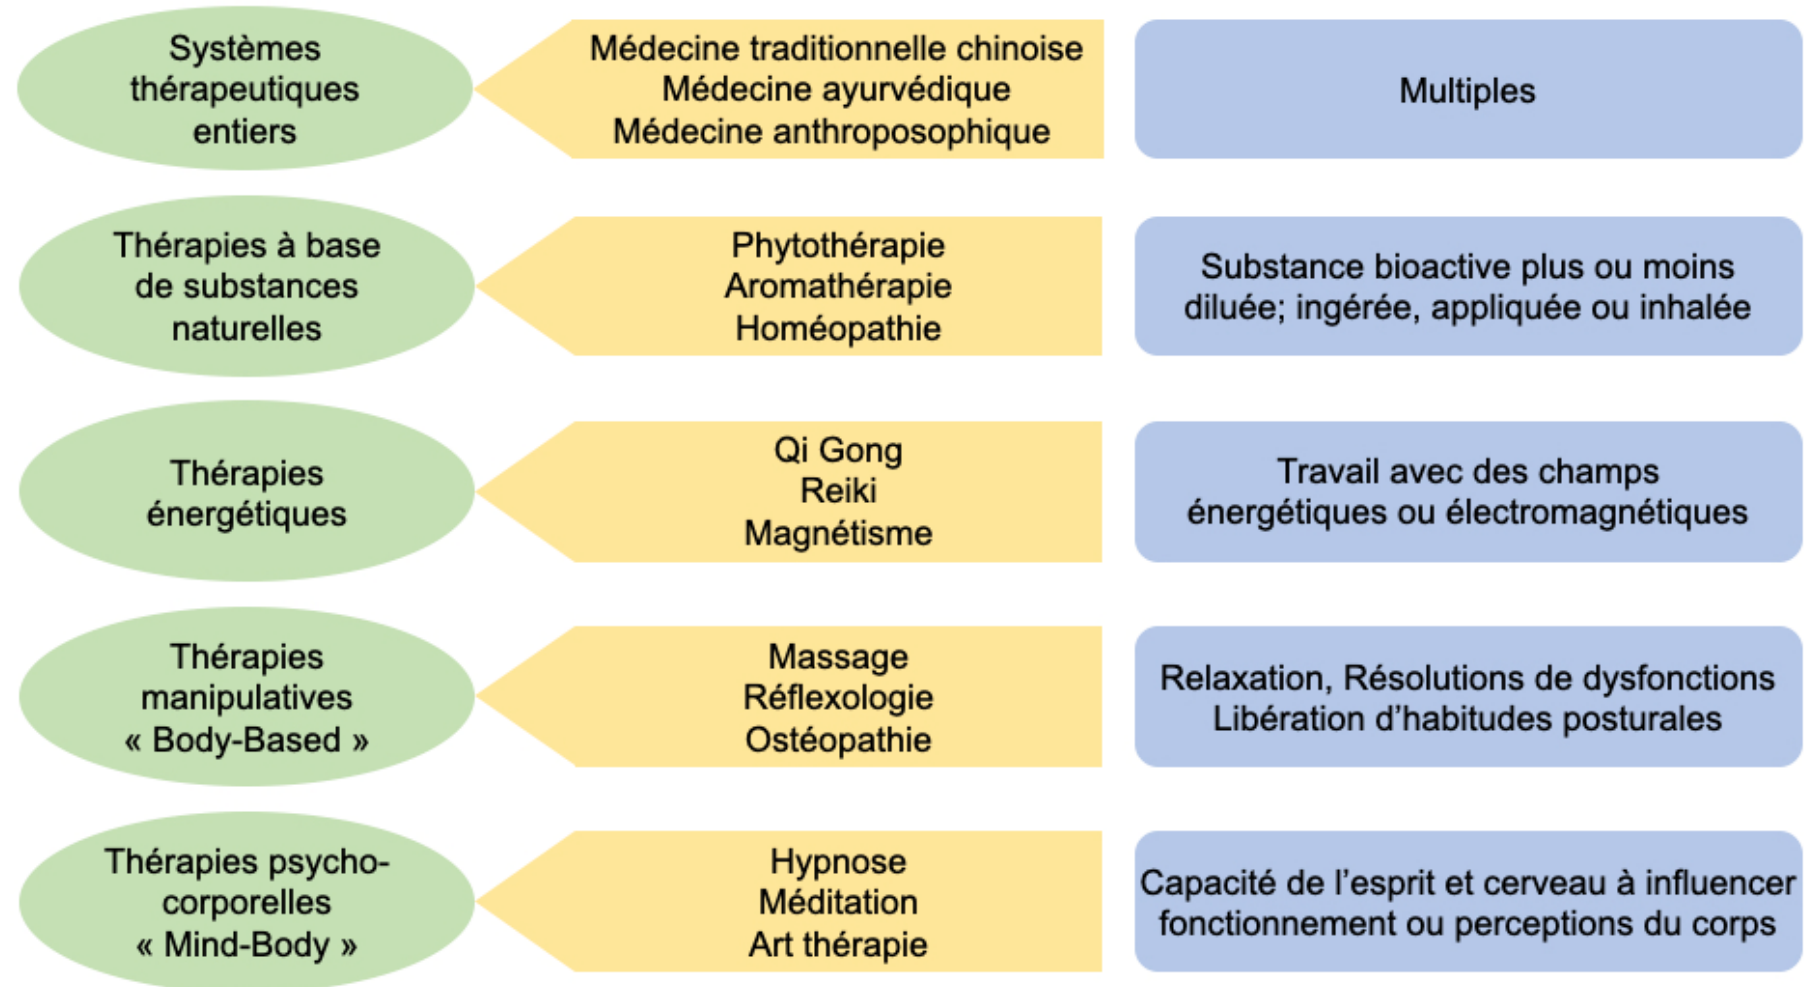 Systèmes
thérapeutiques
entiers
Médecine traditionnelle chinoise
Médecine ayurvédique
Médecine anthroposophique
Multiples
Thérapies à base
de substances
naturelles
Phytothérapie
Aromathérapie
Homéopathie
Substance bioactive plus ou moins
diluée; ingérée, appliquée ou inhalée
Thérapies
énergétiques
Qi Gong
Reiki
Magnétisme
Travail avec des champs
énergétiques ou électromagnétiques
Thérapies
manipulatives
« Body-Based »
Massage
Réflexologie
Ostéopathie
Relaxation, Résolutions de dysfonctions
Libération d’habitudes posturales
Thérapies psycho-
corporelles
« Mind-Body »
Hypnose
Méditation
Art thérapie
Capacité de l’esprit et cerveau à influencer
fonctionnement ou perceptions du corps